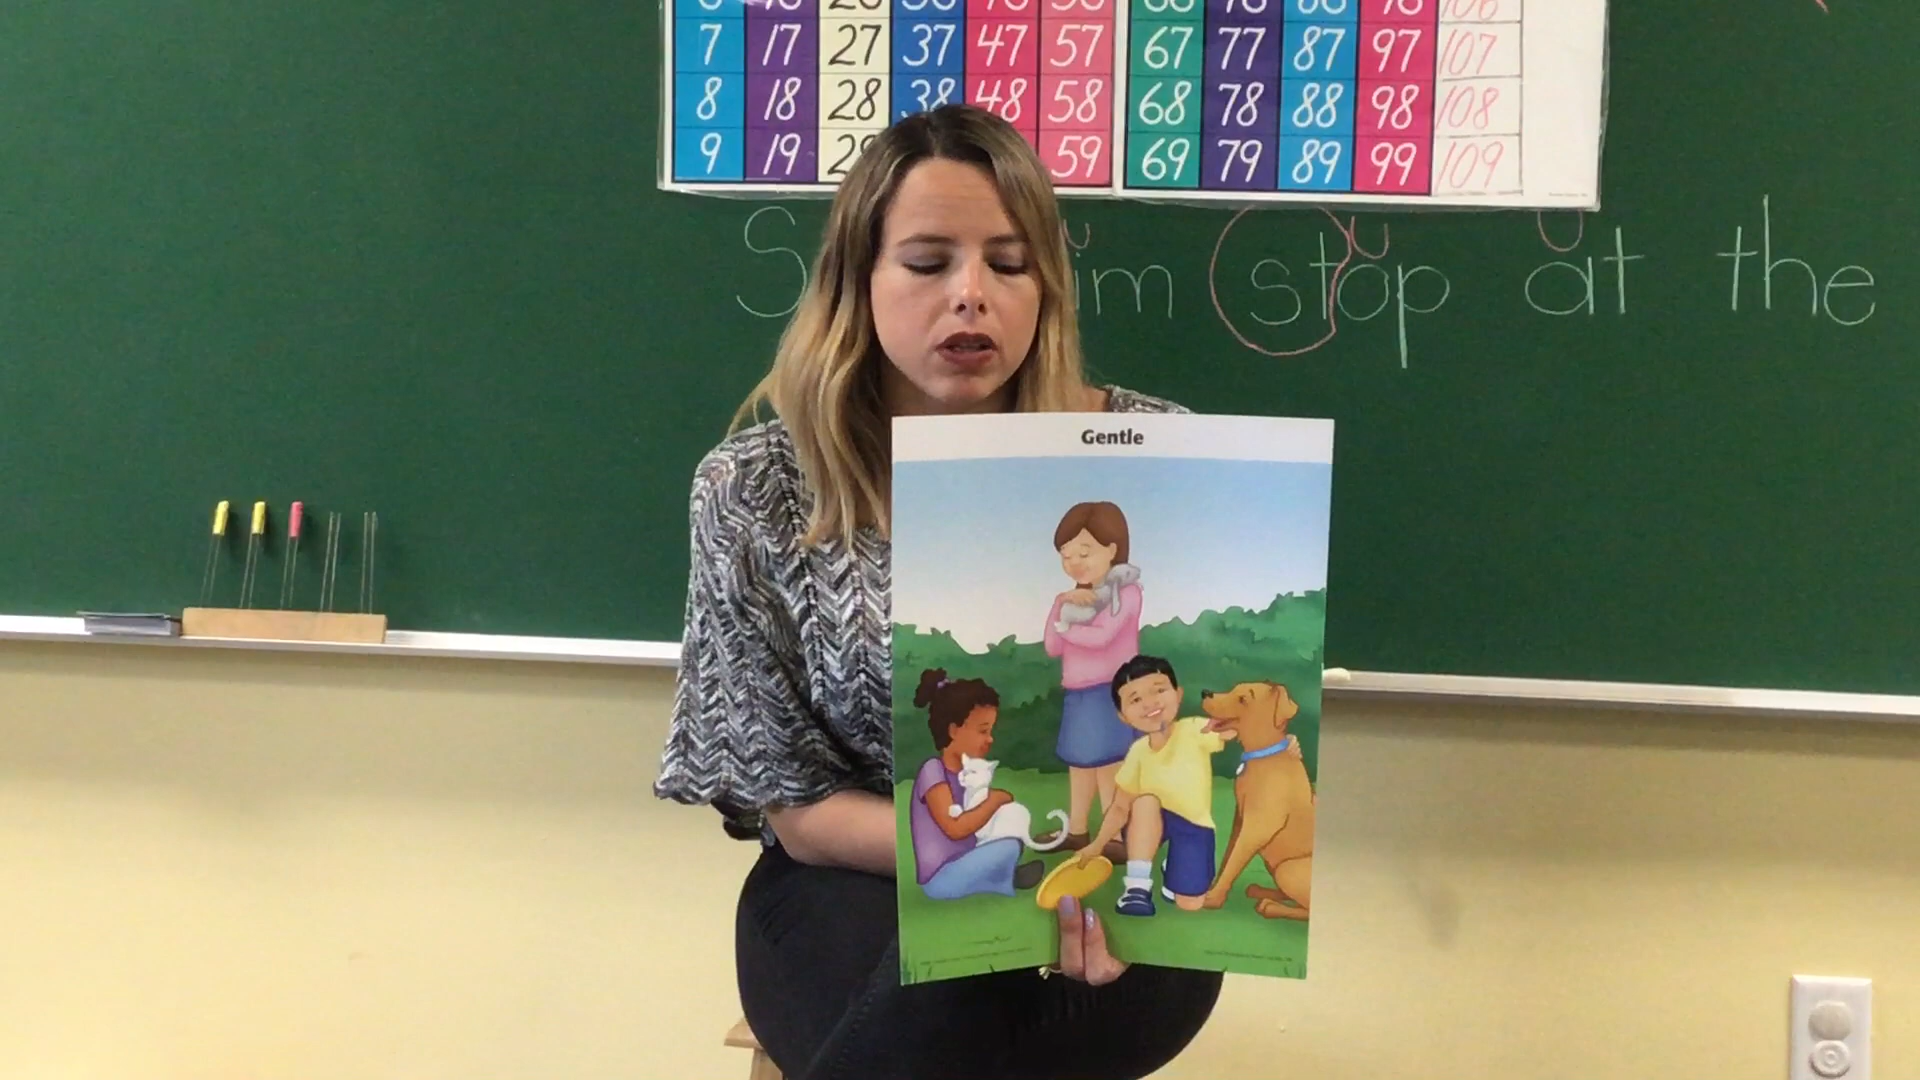 7 17 27 37 47 57 67 77 87 97 107
8 18 28 38 48 58 68 78 88 98 108
9 19 59 69 79 89 99 109
stop at the
Gentle